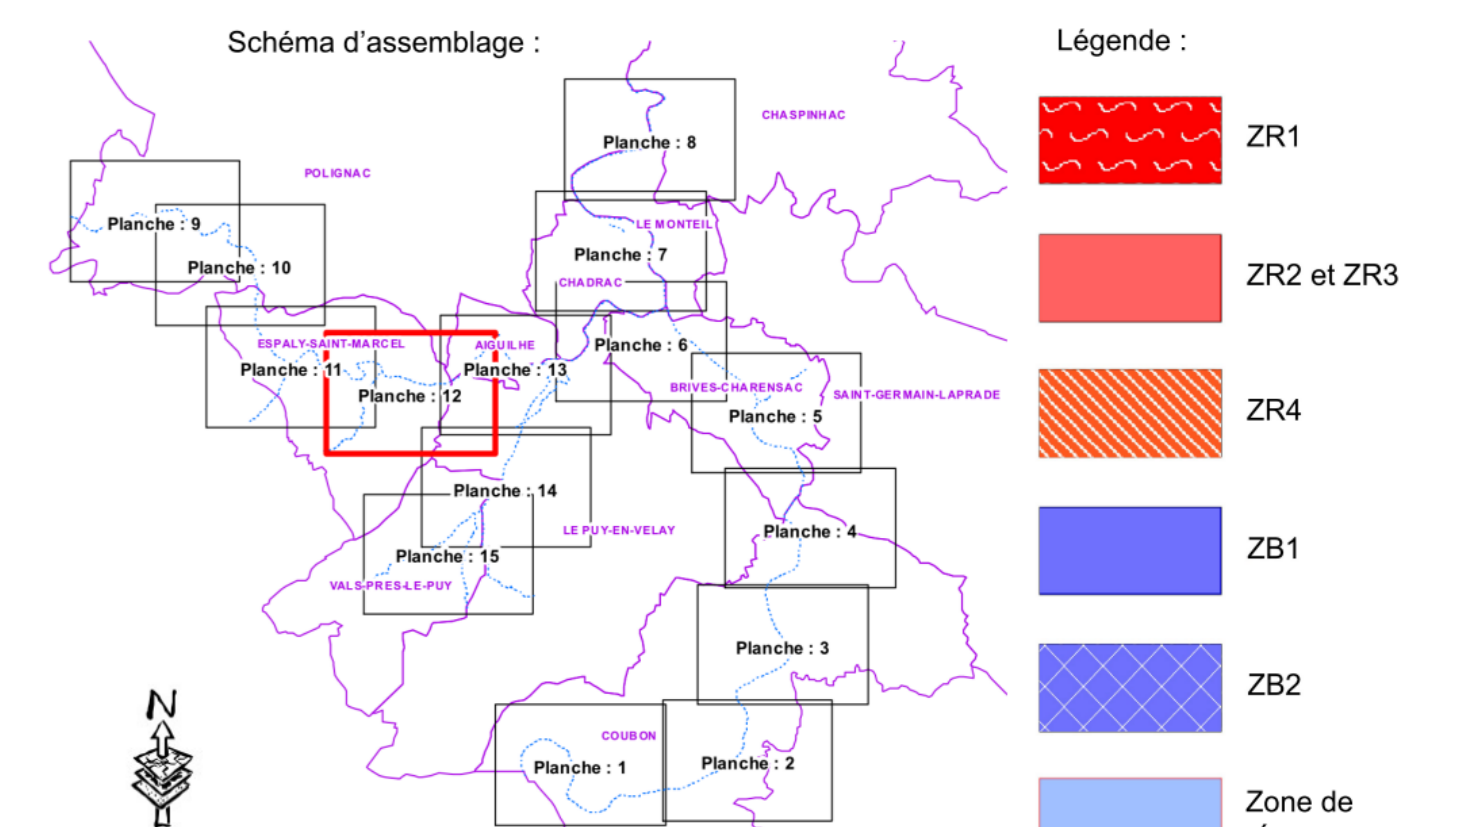 Schéma d'assemblage :
Légende :
CHASPINHAC
ZR1
Planche : 8
POLIGNAC
Planche : 9
LE MONTEIL
Planche : 7
Planche : 10
ZR2 et ZR3
CHADRAC
ESPALY-SAINT-MARCEL
AIGUILHE
Planche : 6
Planche : 11
Planche : 13
BRIVES-CHARENSAC
SAINT-GERMAIN-LAPRADE
Planche : 12
Planche : 5
ZR4
Planche : 14
LE PUY-EN-VELAY
Planche : 4
Planche : 15
VALS-PRES-LE-PUY
ZB1
Planche : 3
ZB2
N
COUBON
Planche : 1
Planche : 2
Zone de